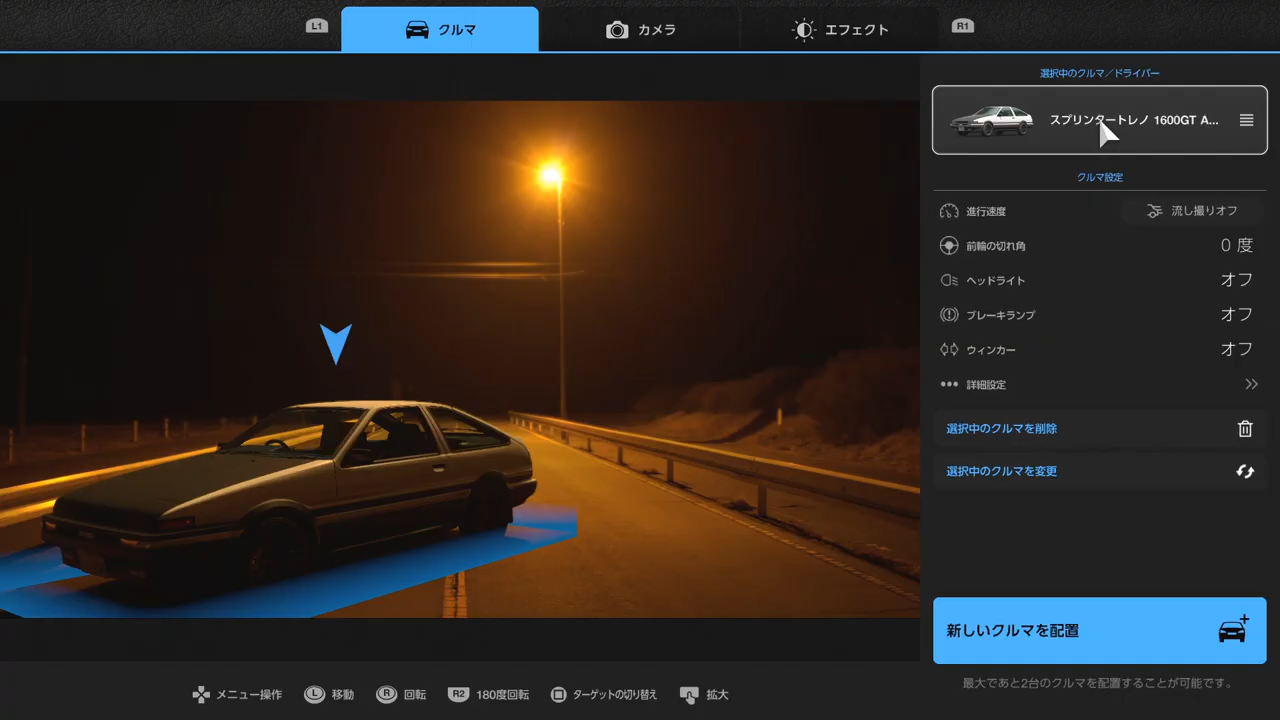 L1
クルマ
カメラ
エフェクト
R1
選択中のクルマ／ドライバー
スプリンタートレノ 1600GT A...
クルマ設定
進行速度
流し撮りオフ
前輪の切れ角
0 度
ヘッドライト
オフ
ブレーキランプ
オフ
ウィンカー
オフ
詳細設定
選択中のクルマを削除
選択中のクルマを変更
新しいクルマを配置
最大であと2台のクルマを配置することが可能です。
メニュー操作
L 移動
R 回転
R2 180度回転
ターゲットの切り替え
拡大